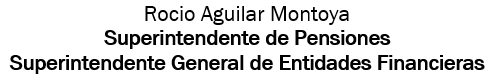 Rocio Aguilar Montoya
Superintendente de Pensiones
Superintendente General de Entidades Financieras